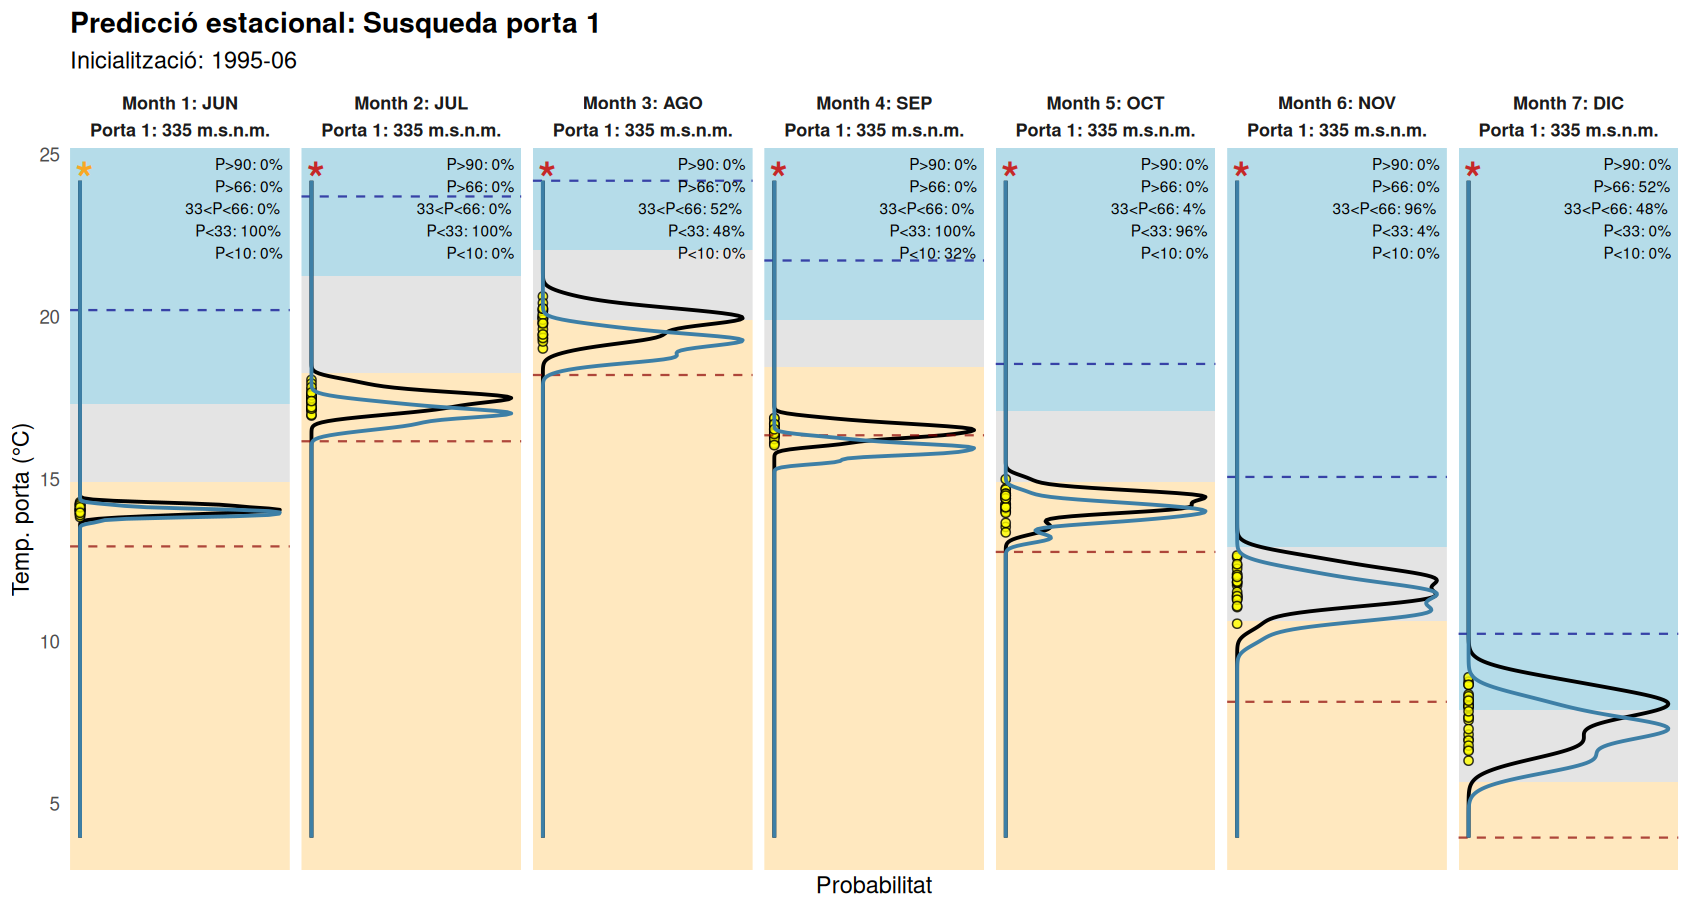 Predicció estacional: Susqueda porta 1
Inicialització: 1995-06
Month 1: JUN
Porta 1: 335 m.s.n.m.
Month 2: JUL
Porta 1: 335 m.s.n.m.
Month 3: AGO
Porta 1: 335 m.s.n.m.
Month 4: SEP
Porta 1: 335 m.s.n.m.
Month 5: OCT
Porta 1: 335 m.s.n.m.
Month 6: NOV
Porta 1: 335 m.s.n.m.
Month 7: DIC
Porta 1: 335 m.s.n.m.
Temp. porta (°C)
25
20
15
10
5
*
P>90: 0%
P>66: 0%
33<P<66: 0%
P<33: 100%
P<10: 0%
*
P>90: 0%
P>66: 0%
33<P<66: 0%
P<33: 100%
P<10: 0%
*
P>90: 0%
P>66: 0%
33<P<66: 52%
P<33: 48%
P<10: 0%
*
P>90: 0%
P>66: 0%
33<P<66: 0%
P<33: 100%
P<10: 32%
*
P>90: 0%
P>66: 0%
33<P<66: 4%
P<33: 96%
P<10: 0%
*
P>90: 0%
P>66: 0%
33<P<66: 96%
P<33: 4%
P<10: 0%
*
P>90: 0%
P>66: 52%
33<P<66: 48%
P<33: 0%
P<10: 0%
Probabilitat